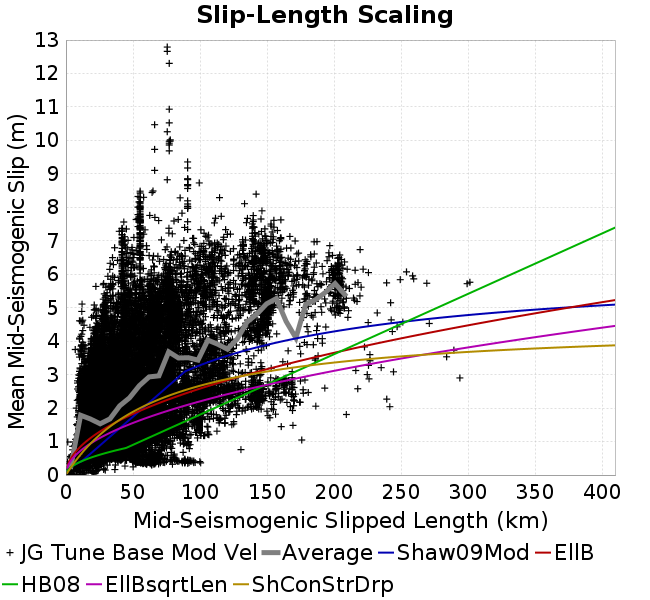 Slip-Length Scaling
Mean Mid-Seismogenic Slip (m)
13
12
11
10
9
8
7
6
5
4
3
2
1
0
0 50 100 150 200 250 300 350 400
Mid-Seismogenic Slipped Length (km)
JG Tune Base Mod Vel Average Shaw09Mod EllB
HB08 EllBsqrtLen ShConStrDrp